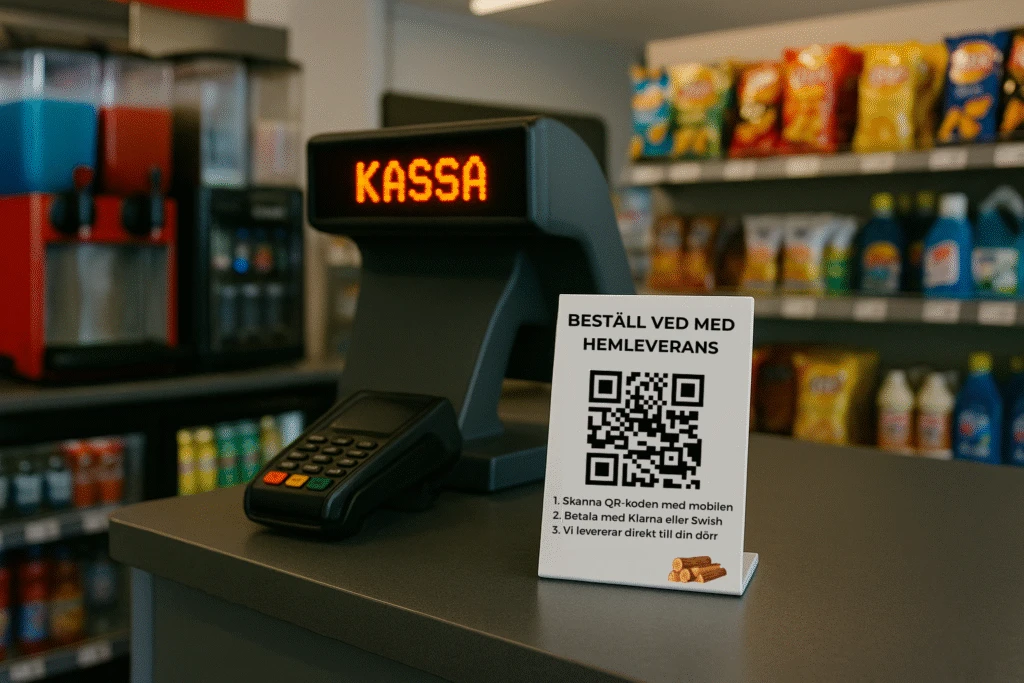 KASSA
BESTÄLL VED MED
HEMLEVERANS
1. Skanna QR-koden med mobilen
2. Betala med Klarna eller Swish
3. Vi levererar direkt till din dörr